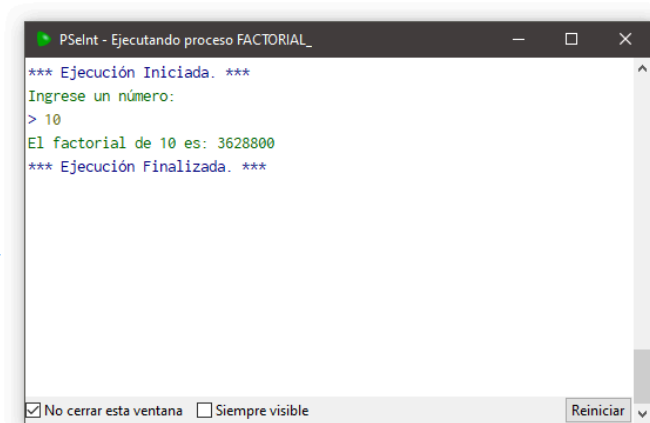 PSeInt - Ejecutando proceso FACTORIAL_
*** Ejecución Iniciada. ***
Ingrese un número:
> 10
El factorial de 10 es: 3628800
*** Ejecución Finalizada. ***
No cerrar esta ventana Siempre visible Reiniciar